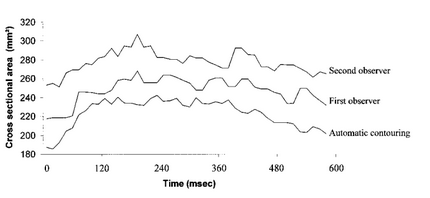 Cross sectional area (mm²)
320
300
280
260
240
220
200
180
Second observer
First observer
Automatic contouring
0 120 240 360 480 600
Time (msec)